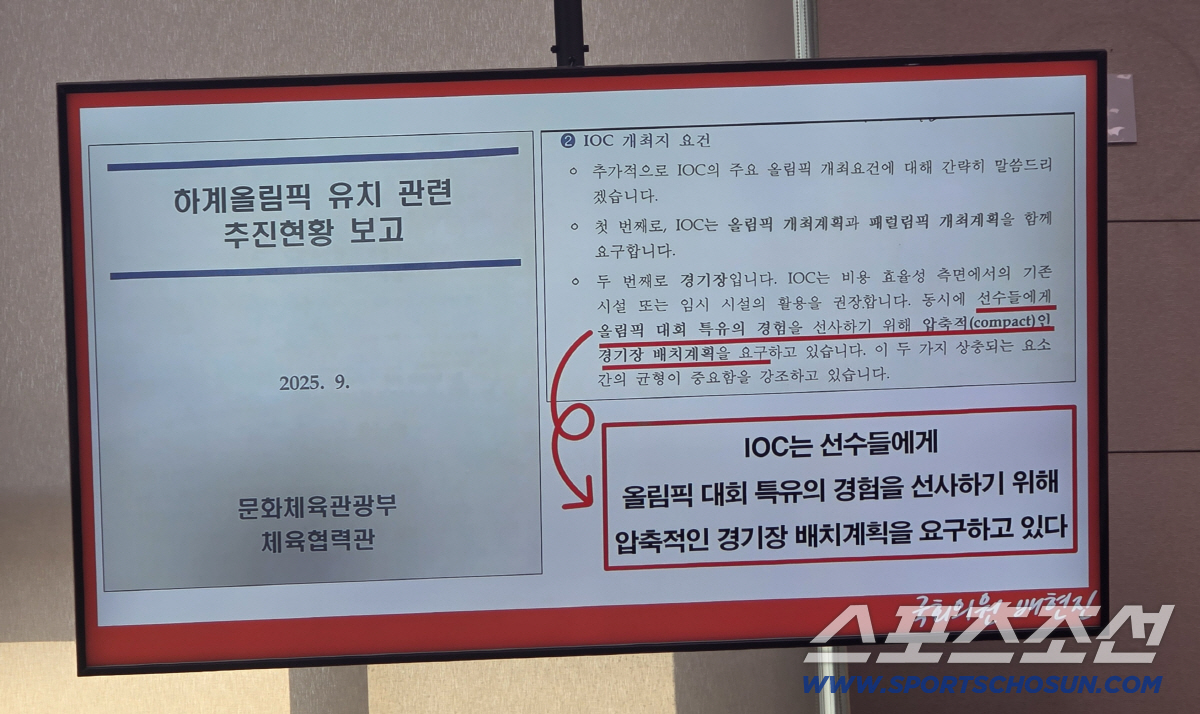 하계올림픽 유치 관련
추진현황 보고
2025. 9.
문화체육관광부
체육협력관
❷ IOC 개최지 요건
○ 추가적으로 IOC의 주요 올림픽 개최요건에 대해 간략히 말씀드리
겠습니다.
○ 첫 번째로, IOC는 올림픽 개최계획과 패럴림픽 개최계획을 함께
요구합니다.
○ 두 번째로 경기장입니다. IOC는 비용 효율성 측면에서의 기존
시설 또는 임시 시설의 활용을 권장합니다. 동시에 선수들에게
올림픽 대회 특유의 경험을 선사하기 위해 압축적(compact)인
경기장 배치계획을 요구하고 있습니다. 이 두 가지 상충되는 요소
간의 균형이 중요함을 강조하고 있습니다.
IOC는 선수들에게
올림픽 대회 특유의 경험을 선사하기 위해
압축적인 경기장 배치계획을 요구하고 있다
국회의원 배현진
스포츠조선
WWW.SPORTSCHOSUN.COM